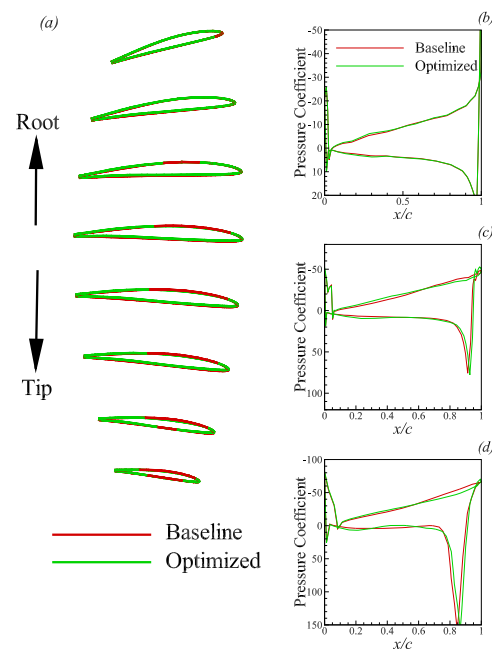 (a)
Root
Tip
Baseline
Optimized
(b)
-50
-40
-30
-20
-10
0
10
20
Pressure Coefficient
Baseline
Optimized
0 0.5 1
x/c
(c)
-50
0
50
100
Pressure Coefficient
0 0.2 0.4 0.6 0.8 1
x/c
(d)
-100
-50
0
50
100
150
Pressure Coefficient
0 0.2 0.4 0.6 0.8 1
x/c